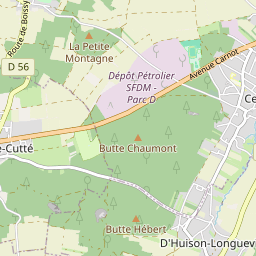 Route de Boissy
La Petite
Montagne
D 56
Dépôt Pétrolier
SFDM -
Parc D
Avenue Carnot
Ce
e-Cutté
Butte Chaumont
Butte Hébert
D'Huison-Longuev